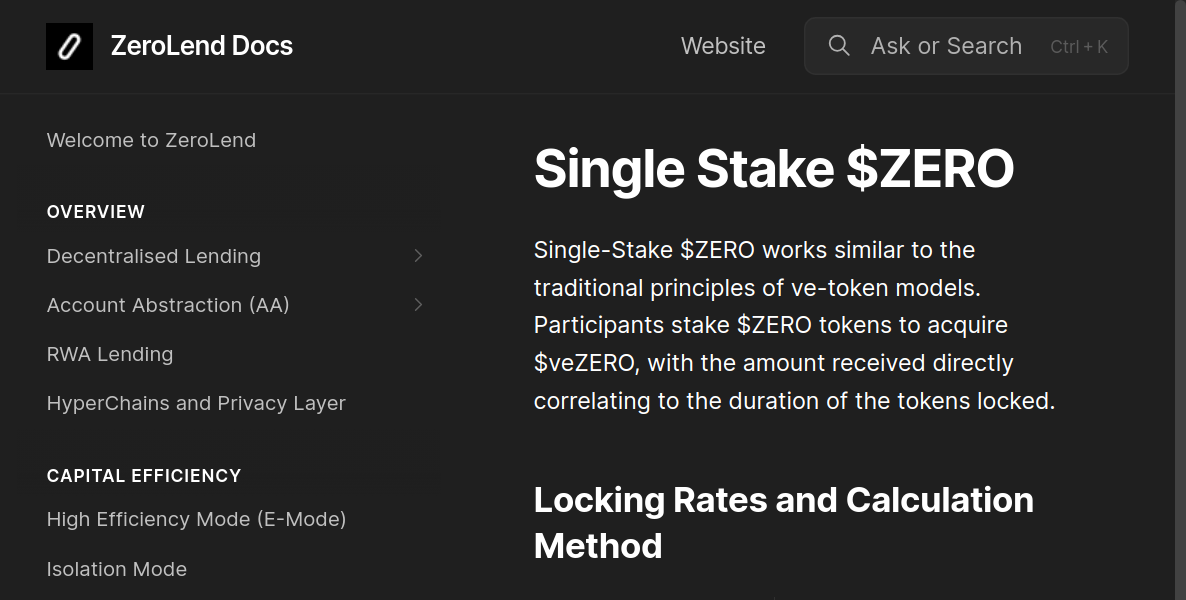 ZeroLend Docs
Website
Ask or Search
Ctrl + K
Welcome to ZeroLend
OVERVIEW
Decentralised Lending
Account Abstraction (AA)
RWA Lending
HyperChains and Privacy Layer
CAPITAL EFFICIENCY
High Efficiency Mode (E-Mode)
Isolation Mode
Single Stake $ZERO
Single-Stake $ZERO works similar to the
traditional principles of ve-token models.
Participants stake $ZERO tokens to acquire
$veZERO, with the amount received directly
correlating to the duration of the tokens locked.
Locking Rates and Calculation
Method